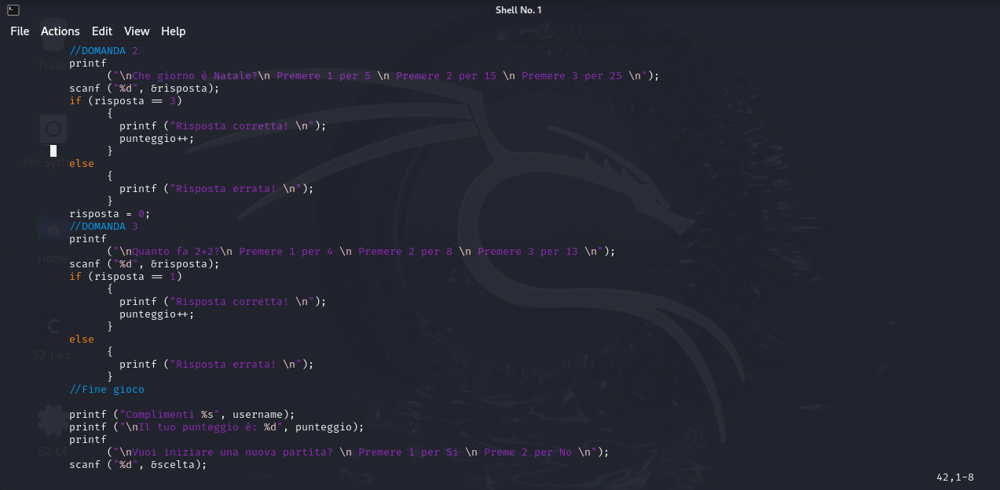 Shell No. 1
File Actions Edit View Help
//DOMANDA 2
printf
("\nChe giorno è Natale?\n Premere 1 per 5 \n Premere 2 per 15 \n Premere 3 per 25 \n");
scanf ("%d", &risposta);
if (risposta == 3)
{
printf ("Risposta corretta! \n");
punteggio++;
}
else
{
printf ("Risposta errata! \n");
}
risposta = 0;
//DOMANDA 3
printf
("\nQuanto fa 2+2?\n Premere 1 per 4 \n Premere 2 per 8 \n Premere 3 per 13 \n");
scanf ("%d", &risposta);
if (risposta == 1)
{
printf ("Risposta corretta! \n");
punteggio++;
}
else
{
printf ("Risposta errata! \n");
}
//Fine gioco
printf ("Complimenti %s", username);
printf ("\nIl tuo punteggio è: %d", punteggio);
printf
("\nVuoi iniziare una nuova partita? \n Premere 1 per Si \n Preme 2 per No \n");
scanf ("%d", &scelta);
42,1-8
Trash
File Syste
Home
S2-L4.c
S2-L4